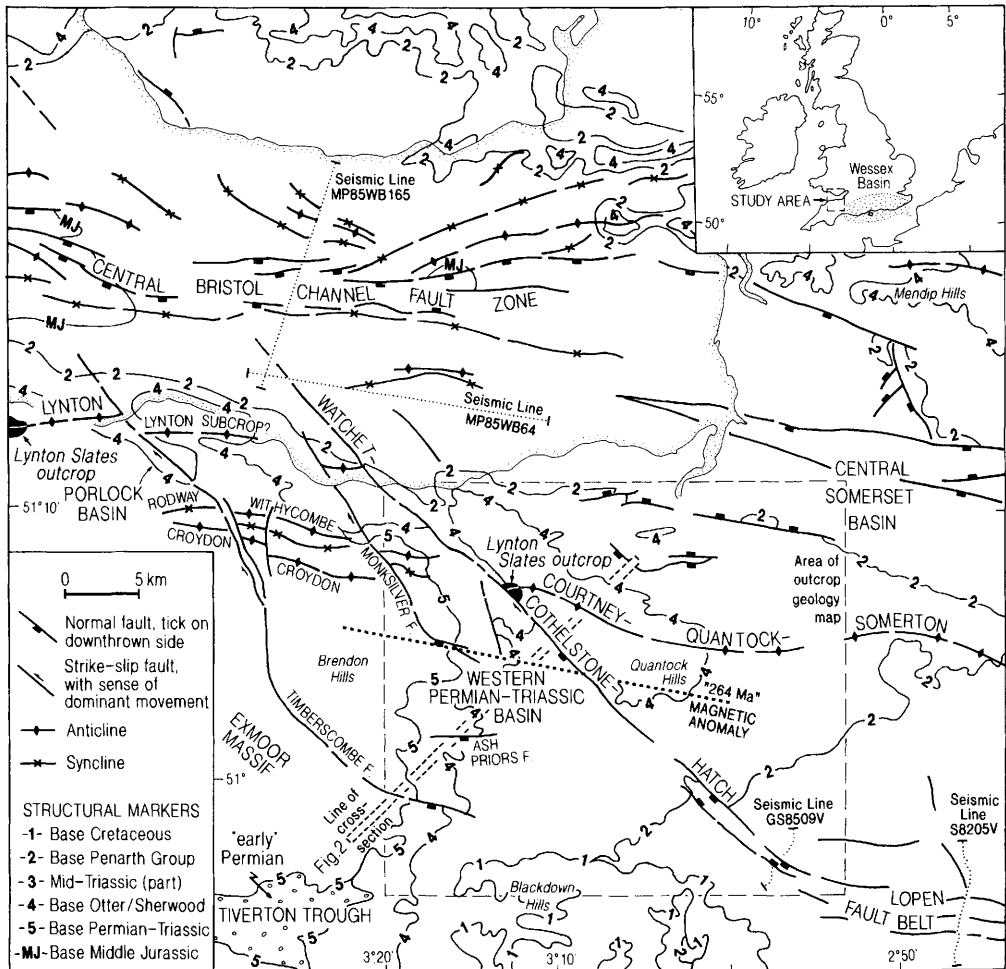 10°
0°
5°
55°
50°
Wessex
Basin
STUDY AREA
Seismic Line
MP85WB165
MJ
MJ
MJ
CENTRAL
BRISTOL
CHANNEL
FAULT
ZONE
Mendip Hills
Seismic Line
MP85WB64
LYNTON
LYNTON SUBCROP?
Lynton Slates
outcrop
PORLOCK
BASIN
51°10'
RODWAY
WITHYCOMBE
CROYDON
CROYDON
WATCHET-
MONKSILVER F.
Lynton
Slates outcrop
COTHELSTONE-
COURTNEY-
QUANTOCK-
SOMERTON
CENTRAL
SOMERSET
BASIN
Area of
outcrop
geology
map
0 5 km
Normal fault, tick on
downthrown side
Strike-slip fault,
with sense of
dominant movement
Anticline
Syncline
STRUCTURAL MARKERS
-1- Base Cretaceous
-2- Base Penarth Group
-3- Mid-Triassic (part)
-4- Base Otter/Sherwood
-5- Base Permian-Triassic
-MJ- Base Middle Jurassic
Brendon
Hills
WESTERN
PERMIAN-TRIASSIC
BASIN
Quantock
Hills
"264 Ma"
MAGNETIC
ANOMALY
EXMOOR
MASSIF
TIMBERSCOMBE F.
ASH
PRIORS F.
51°
Line of
cross-
section
Fig.2
"early"
Permian
TIVERTON TROUGH
HATCH
Seismic Line
GS8509V
Seismic
Line
S8205V
Blackdown
Hills
LOPEN
FAULT BELT
3°20'
3°10'
2°50'